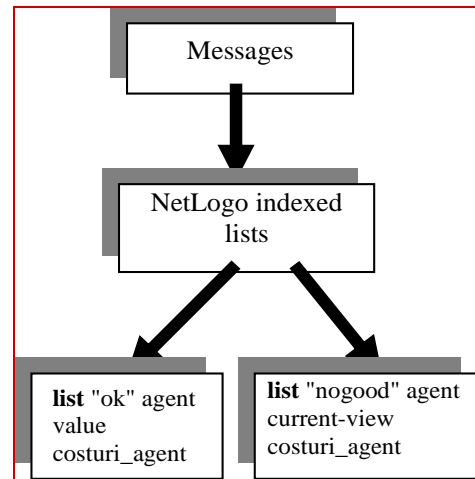 Messages
NetLogo indexed
lists
list "ok" agent
value
costuri_agent
list "nogood" agent
current-view
costuri_agent